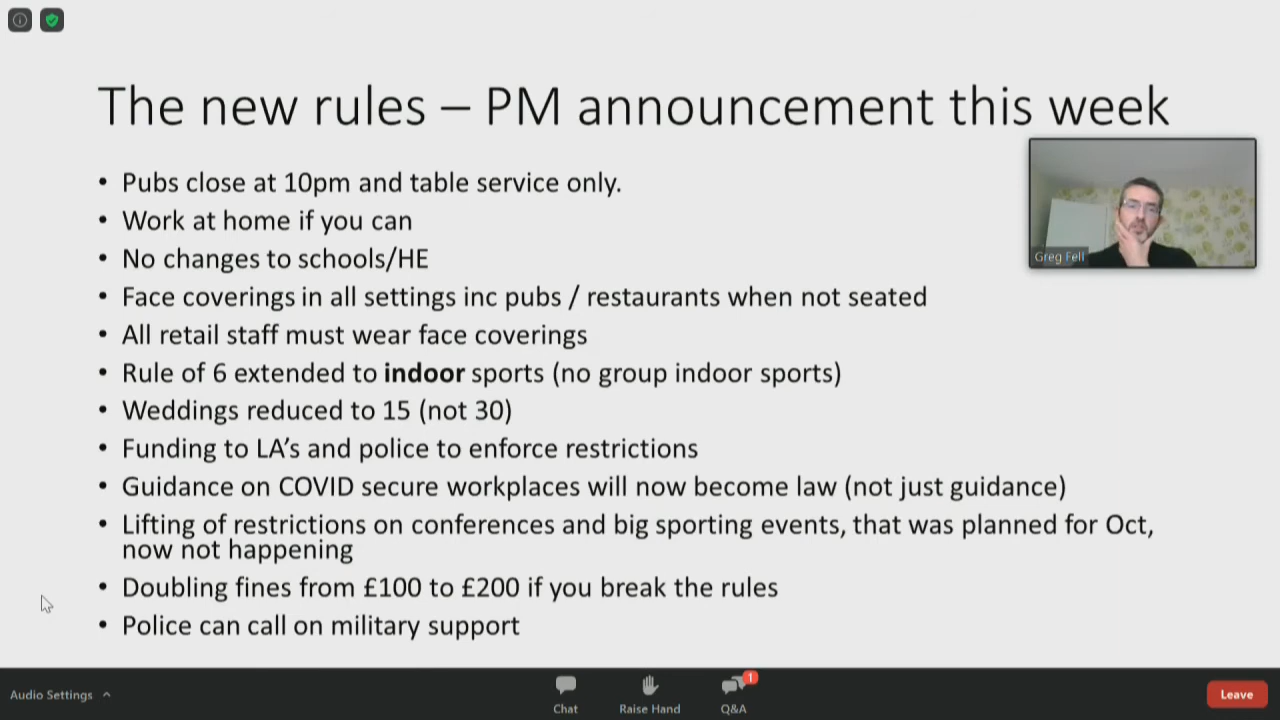 The new rules – PM announcement this week
• Pubs close at 10pm and table service only.
• Work at home if you can
• No changes to schools/HE
• Face coverings in all settings inc pubs / restaurants when not seated
• All retail staff must wear face coverings
• Rule of 6 extended to indoor sports (no group indoor sports)
• Weddings reduced to 15 (not 30)
• Funding to LA’s and police to enforce restrictions
• Guidance on COVID secure workplaces will now become law (not just guidance)
• Lifting of restrictions on conferences and big sporting events, that was planned for Oct,
now not happening
• Doubling fines from £100 to £200 if you break the rules
• Police can call on military support
Greg Fell
Audio Settings
Chat
Raise Hand
1
Q&A
Leave